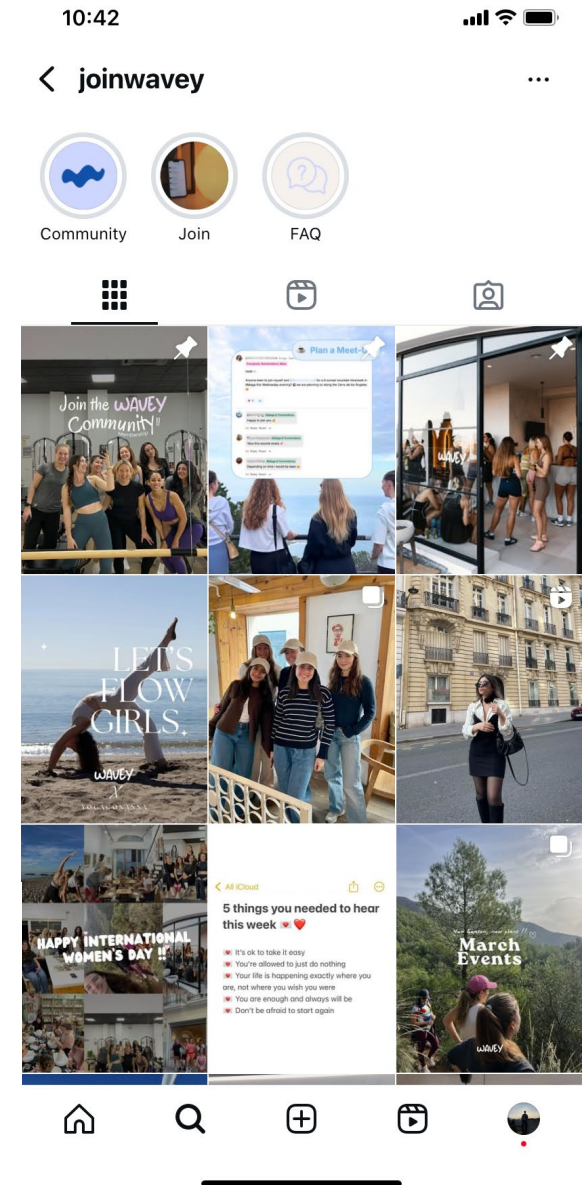 10:42
joinwavey
Community
Join
FAQ
Join the WAVEY
Community!!
Plan a Meet-
WAVEY
LET'S
FLOW
GIRLS.
WAVEY
X
HAPPY INTERNATIONAL
WOMEN'S DAY !!
All iCloud
5 things you needed to hear
this week 💌❤️
💌 It's ok to take it easy
💌 You're allowed to just do nothing
💌 Your life is happening exactly where you
are, not where you wish you were
💌 You are enough and always will be
💌 Don't be afraid to start again
March
Events
WAVEY